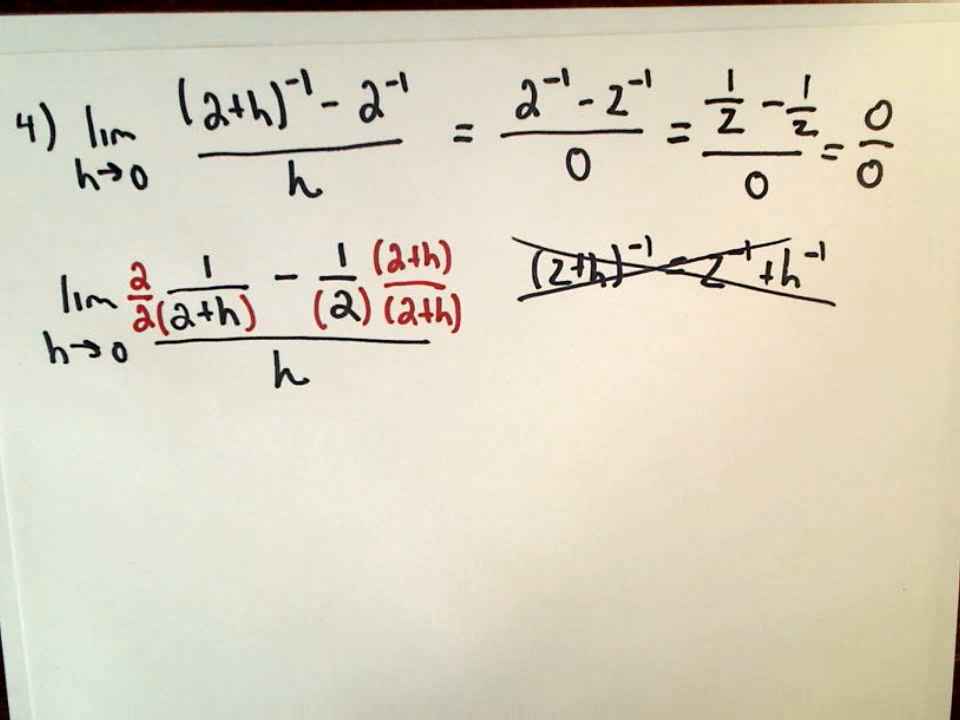 4) lim h→0 ((2+h)⁻¹ - 2⁻¹)/h = (2⁻¹ - 2⁻¹)/0 = (1/2 - 1/2)/0 = 0/0
lim h→0 (2/2 1/(2+h) - 1/(2) (2+h)/(2+h))/h
(2+h)⁻¹ = 2⁻¹ + h⁻¹